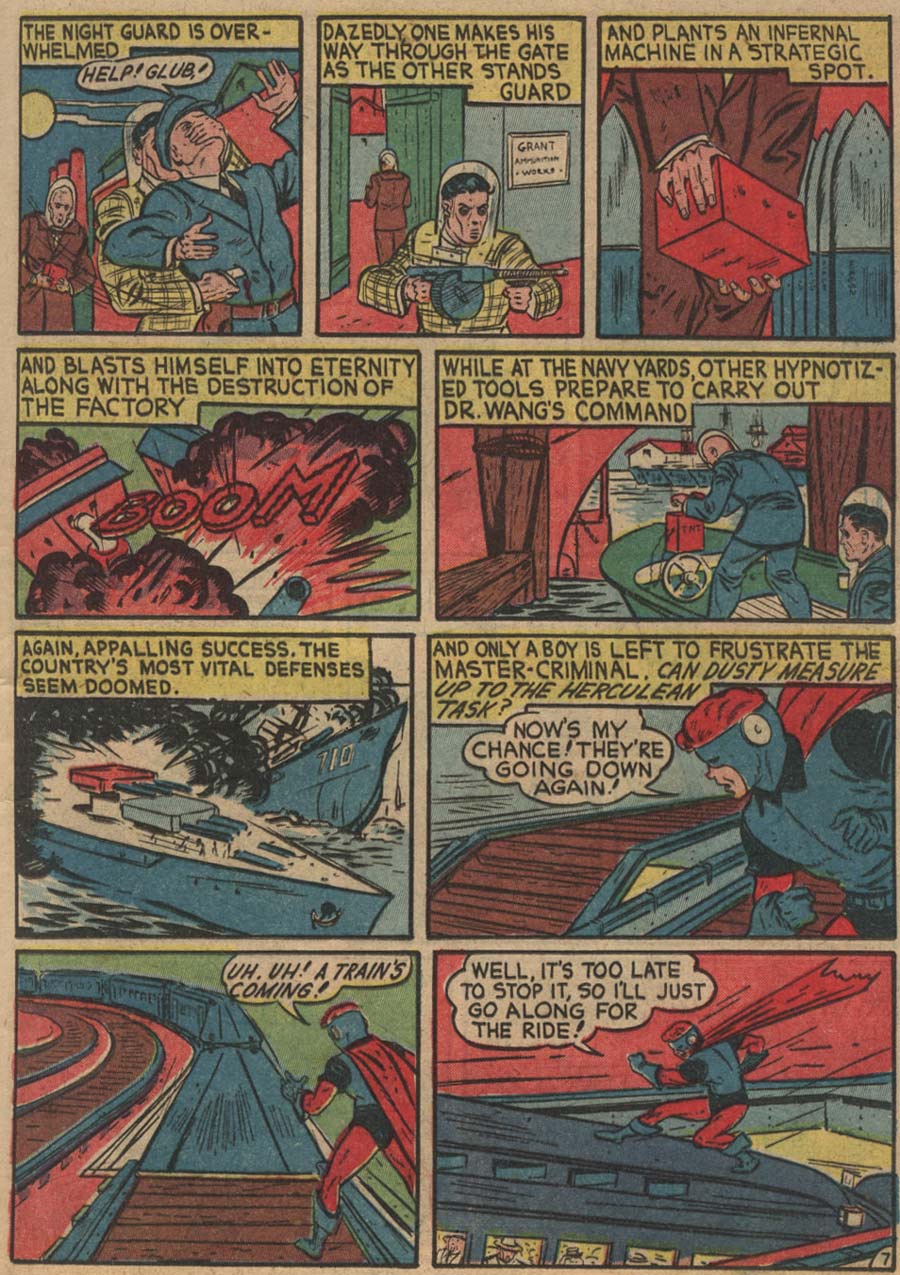 THE NIGHT GUARD IS OVER-
WHELMED
HELP! GLUB!
DAZEDLY, ONE MAKES HIS
WAY THROUGH THE GATE
AS THE OTHER STANDS
GUARD
GRANT
AMMUNITION
WORKS
AND PLANTS AN INFERNAL
MACHINE IN A STRATEGIC
SPOT.
AND BLASTS HIMSELF INTO ETERNITY
ALONG WITH THE DESTRUCTION OF
THE FACTORY
BOOM
WHILE AT THE NAVY YARDS, OTHER HYPNOTIZ-
ED TOOLS PREPARE TO CARRY OUT
DR. WANG'S COMMAND
TNT
AGAIN, APPALLING SUCCESS. THE
COUNTRY'S MOST VITAL DEFENSES
SEEM DOOMED.
710
AND ONLY A BOY IS LEFT TO FRUSTRATE THE
MASTER-CRIMINAL. CAN DUSTY MEASURE
UP TO THE HERCULEAN
TASK?
NOW'S MY
CHANCE! THEY'RE
GOING DOWN
AGAIN!
UH, UH! A TRAIN'S
COMING!
WELL, IT'S TOO LATE
TO STOP IT, SO I'LL JUST
GO ALONG FOR
THE RIDE!
7